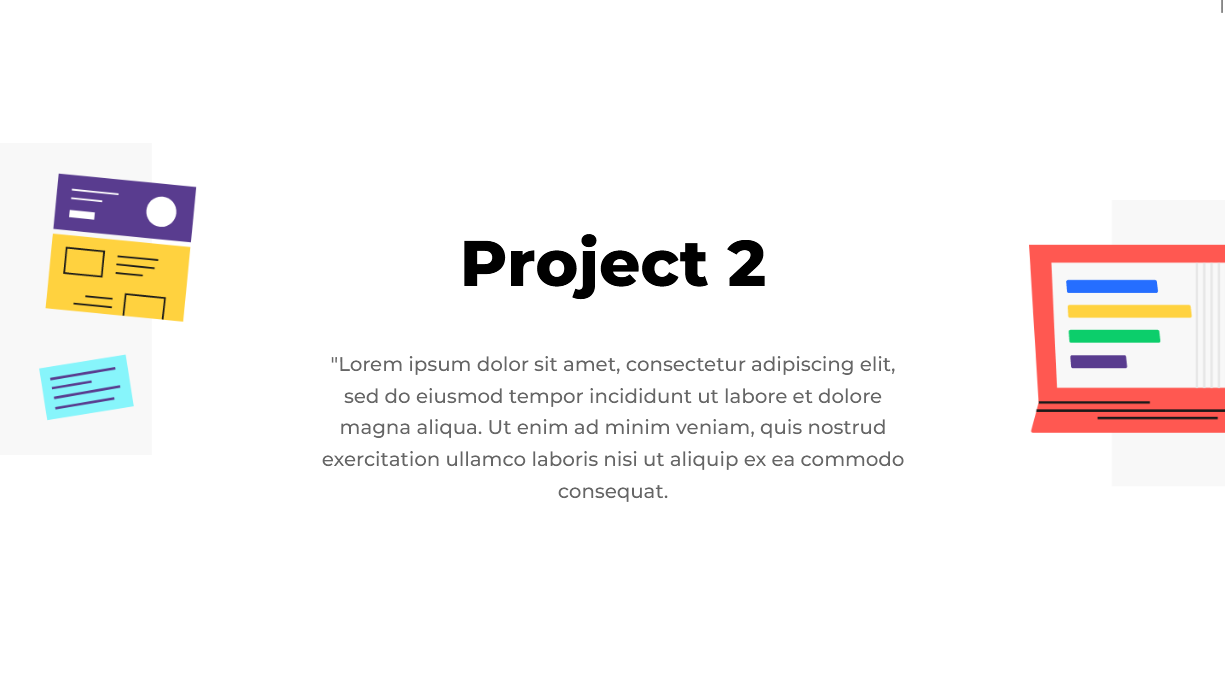 Project 2
"Lorem ipsum dolor sit amet, consectetur adipiscing elit,
sed do eiusmod tempor incididunt ut labore et dolore
magna aliqua. Ut enim ad minim veniam, quis nostrud
exercitation ullamco laboris nisi ut aliquip ex ea commodo
consequat.